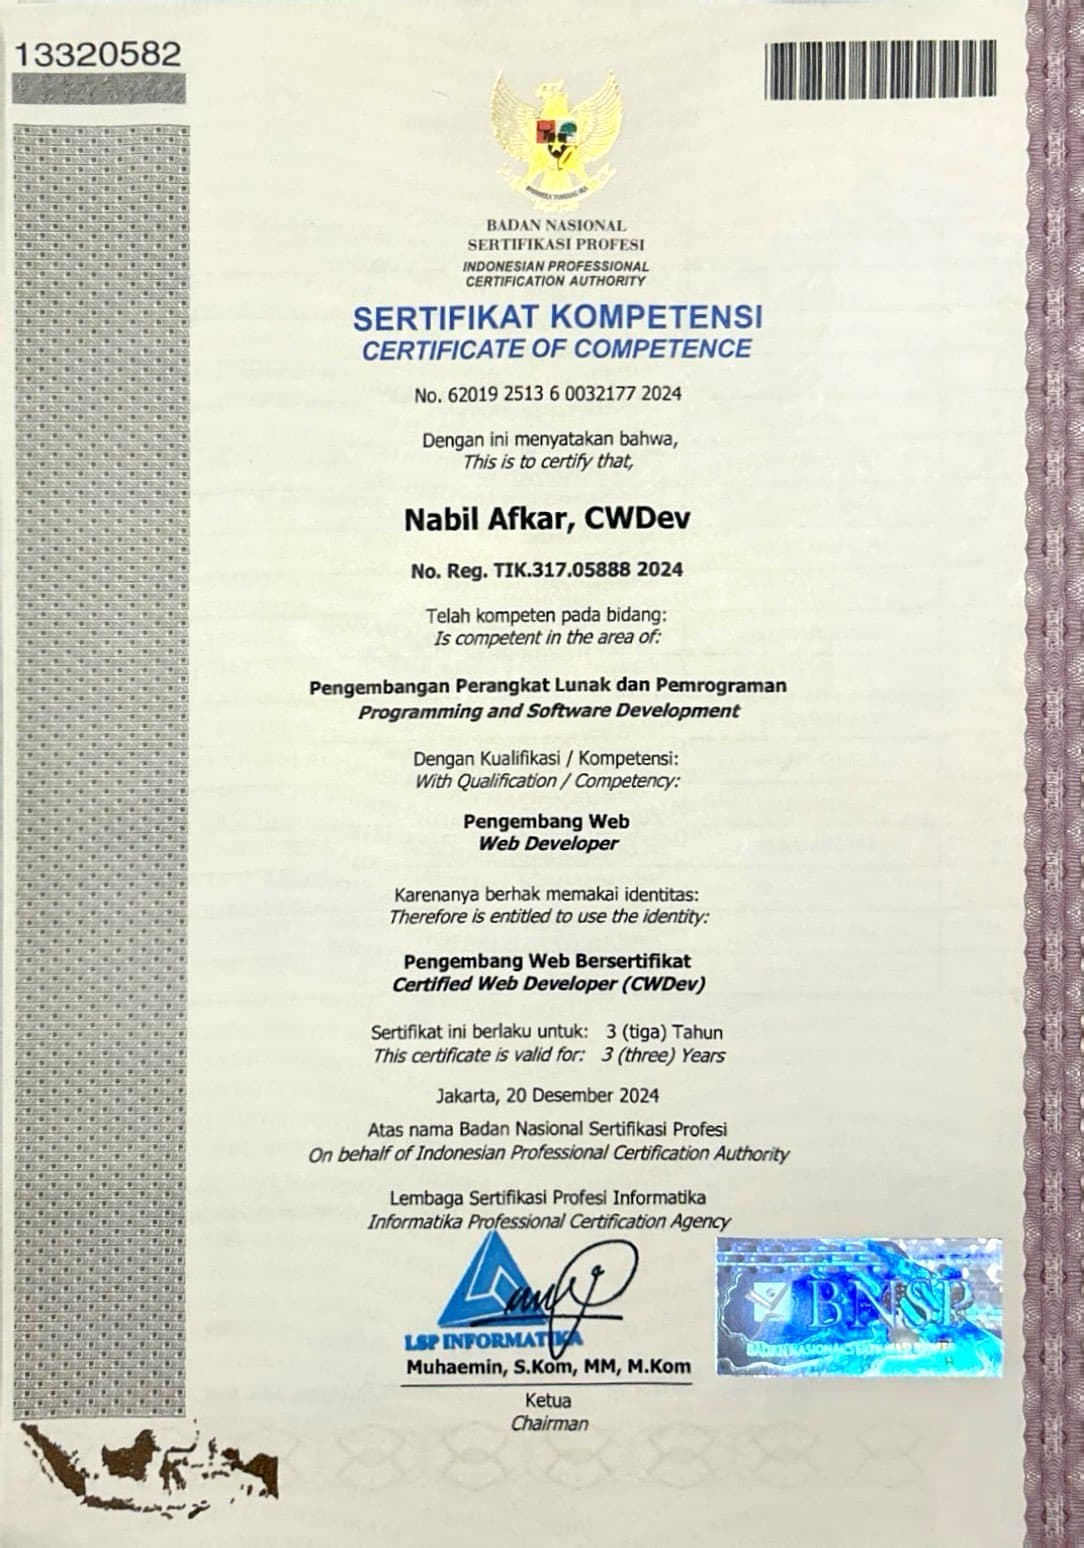 13320582
BADAN NASIONAL
SERTIFIKASI PROFESI
INDONESIAN PROFESSIONAL
CERTIFICATION AUTHORITY
SERTIFIKAT KOMPETENSI
CERTIFICATE OF COMPETENCE
No. 62019 2513 6 0032177 2024
Dengan ini menyatakan bahwa,
This is to certify that,
Nabil Afkar, CWDev
No. Reg. TIK.317.05888 2024
Telah kompeten pada bidang:
Is competent in the area of:
Pengembangan Perangkat Lunak dan Pemrograman
Programming and Software Development
Dengan Kualifikasi / Kompetensi:
With Qualification / Competency:
Pengembang Web
Web Developer
Karenanya berhak memakai identitas:
Therefore is entitled to use the identity:
Pengembang Web Bersertifikat
Certified Web Developer (CWDev)
Sertifikat ini berlaku untuk: 3 (tiga) Tahun
This certificate is valid for: 3 (three) Years
Jakarta, 20 Desember 2024
Atas nama Badan Nasional Sertifikasi Profesi
On behalf of Indonesian Professional Certification Authority
Lembaga Sertifikasi Profesi Informatika
Informatika Professional Certification Agency
LSP INFORMATIKA
BNSP
BADAN NASIONAL
Muhaemin, S.Kom, MM, M.Kom
Ketua
Chairman